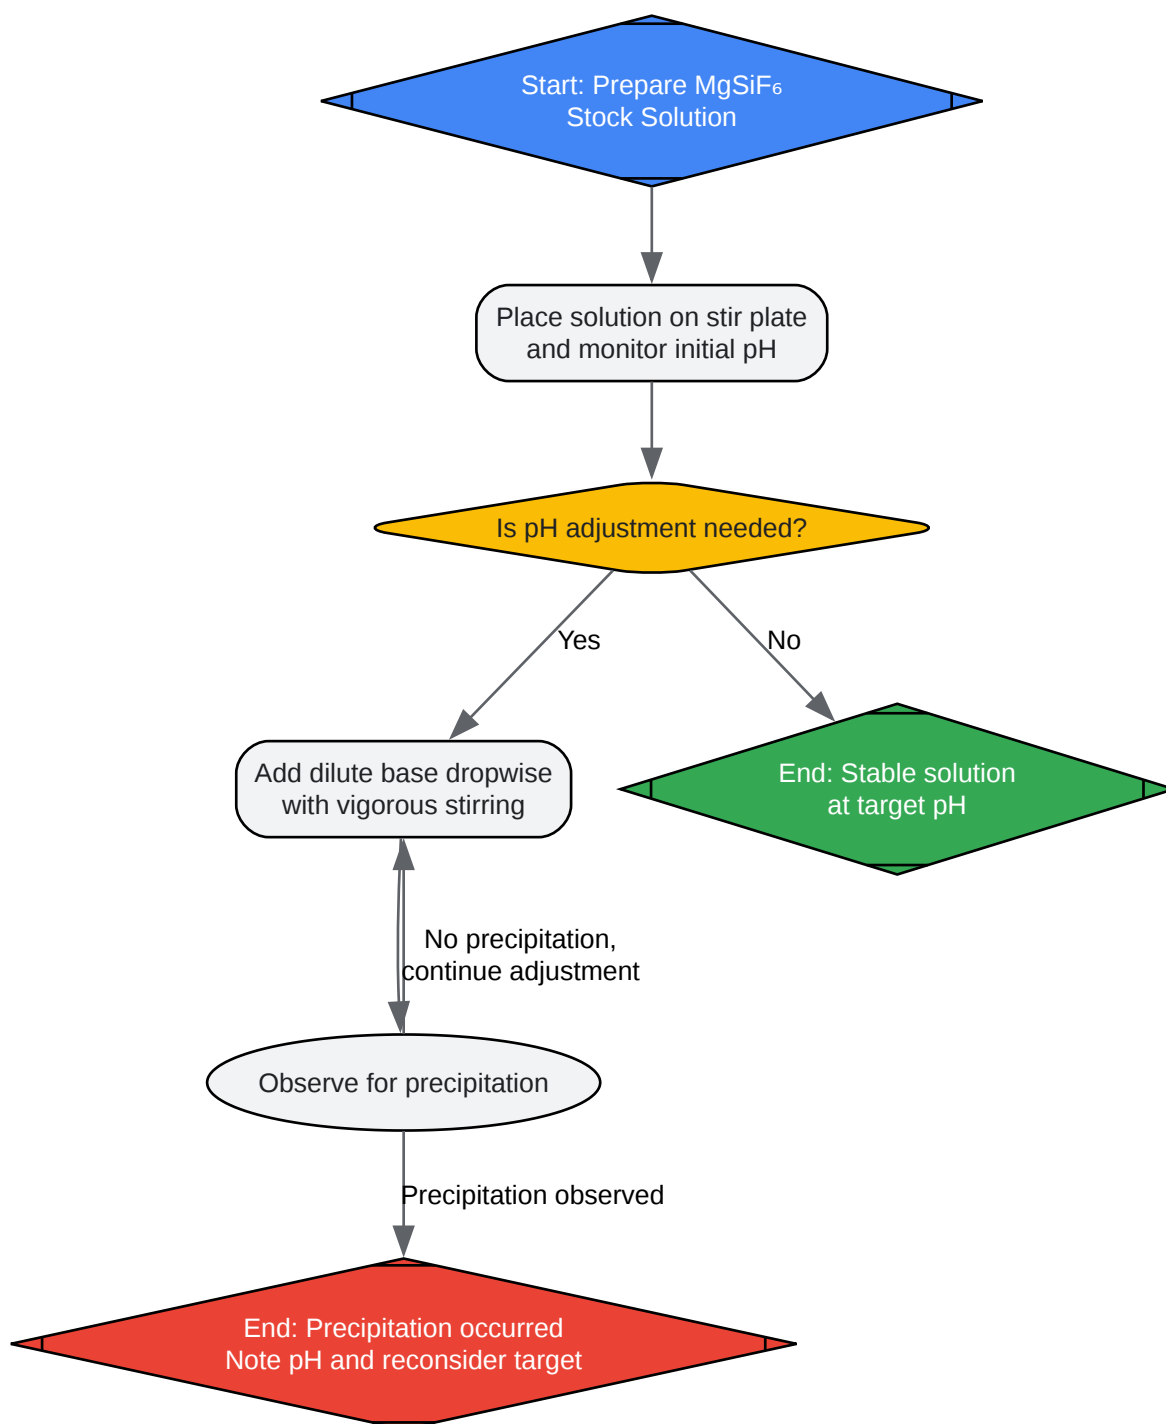 Start: Prepare MgSiF₆
Stock Solution
Place solution on stir plate
and monitor initial pH
Is pH adjustment needed?
Yes
No
Add dilute base dropwise
with vigorous stirring
End: Stable solution
at target pH
No precipitation,
continue adjustment
Observe for precipitation
Precipitation observed
End: Precipitation occurred
Note pH and reconsider target